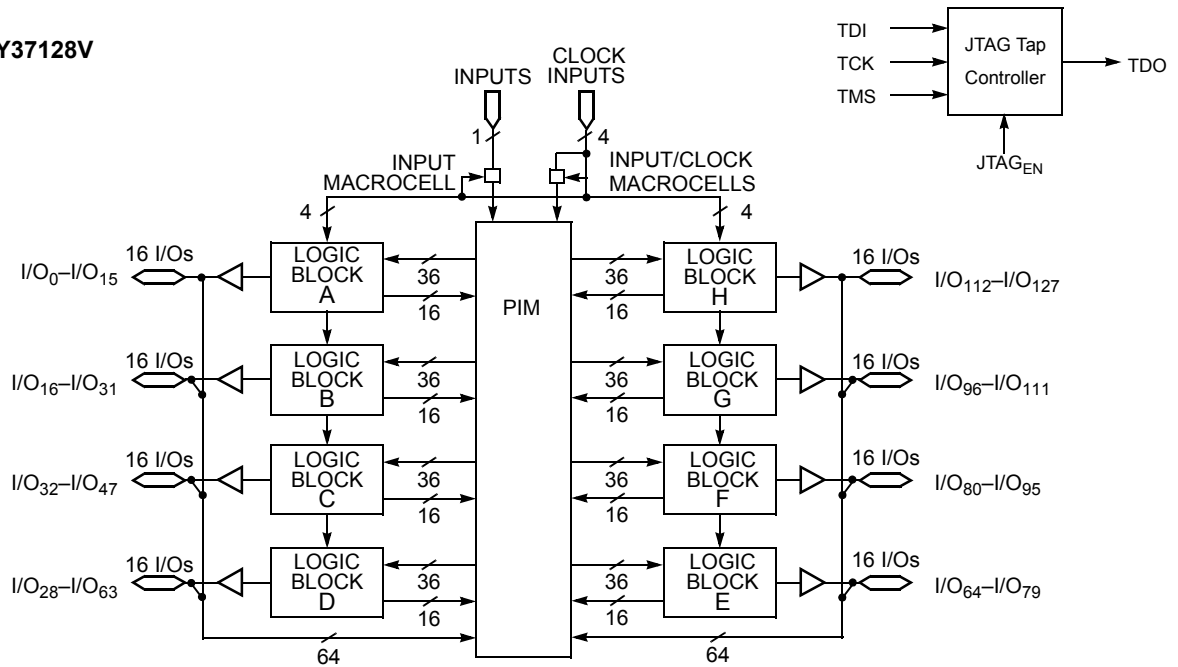 Y37128V
TDI
TCK
TMS
JTAG Tap
Controller
TDO
JTAG_EN
INPUTS
CLOCK
INPUTS
1
4
INPUT
MACROCELL
INPUT/CLOCK
MACROCELLS
4
4
PIM
I/O0–I/O15
16 I/Os
LOGIC
BLOCK
A
36
16
36
16
LOGIC
BLOCK
H
16 I/Os
I/O112–I/O127
I/O16–I/O31
16 I/Os
LOGIC
BLOCK
B
36
16
36
16
LOGIC
BLOCK
G
16 I/Os
I/O96–I/O111
I/O32–I/O47
16 I/Os
LOGIC
BLOCK
C
36
16
36
16
LOGIC
BLOCK
F
16 I/Os
I/O80–I/O95
I/O28–I/O63
16 I/Os
LOGIC
BLOCK
D
36
16
36
16
LOGIC
BLOCK
E
16 I/Os
I/O64–I/O79
64
64